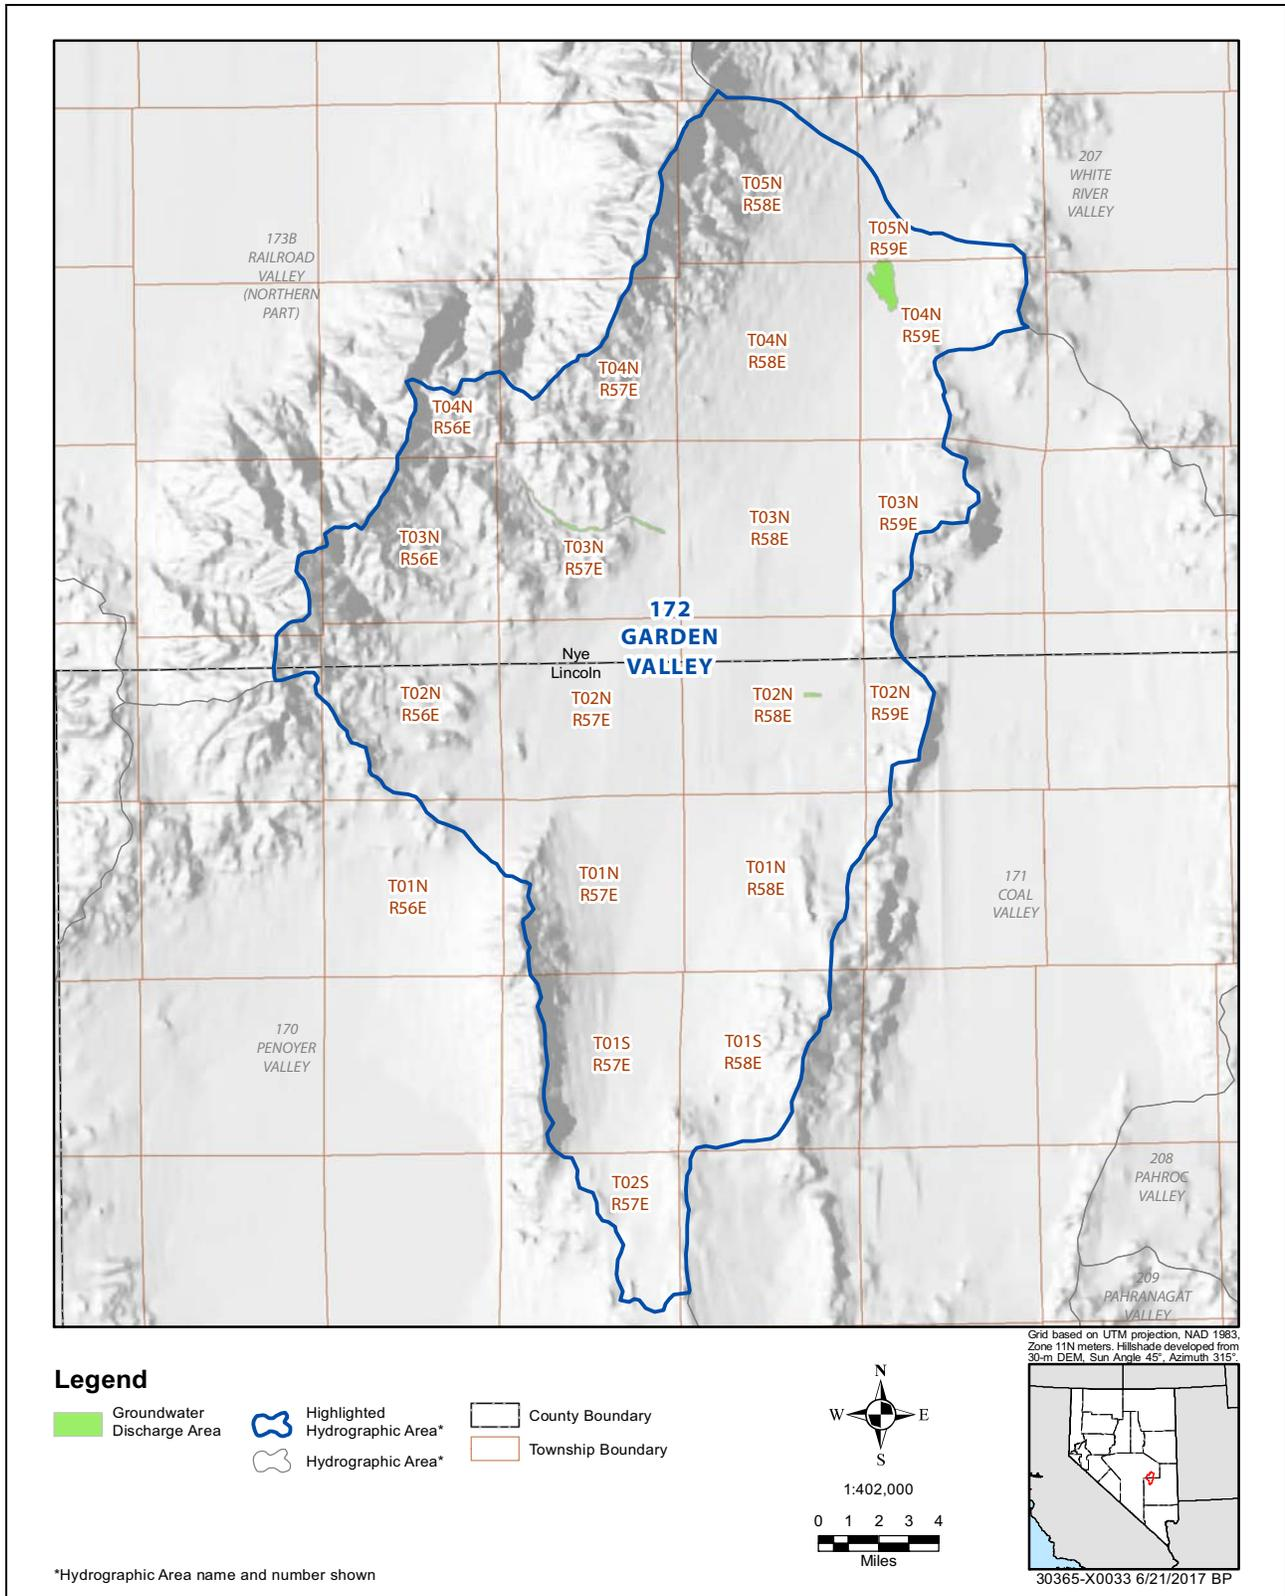 207
WHITE
RIVER
VALLEY
T05N
R58E
T05N
R59E
173B
RAILROAD
VALLEY
(NORTHERN
PART)
T04N
R59E
T04N
R58E
T04N
R57E
T04N
R56E
T03N
R59E
T03N
R58E
T03N
R56E
T03N
R57E
172
GARDEN
VALLEY
Nye
Lincoln
T02N
R56E
T02N
R57E
T02N
R58E
T02N
R59E
T01N
R56E
T01N
R57E
T01N
R58E
171
COAL
VALLEY
170
PENOYER
VALLEY
T01S
R57E
T01S
R58E
T02S
R57E
208
PAHROC
VALLEY
209
PAHRANAGAT
VALLEY
Grid based on UTM projection, NAD 1983,
Zone 11N meters. Hillshade developed from
30-m DEM, Sun Angle 45°, Azimuth 315°.
Legend
Groundwater
Discharge Area
Highlighted
Hydrographic Area*
Hydrographic Area*
County Boundary
Township Boundary
N
W E
S
1:402,000
0 1 2 3 4
Miles
*Hydrographic Area name and number shown
30365-X0033 6/21/2017 BP